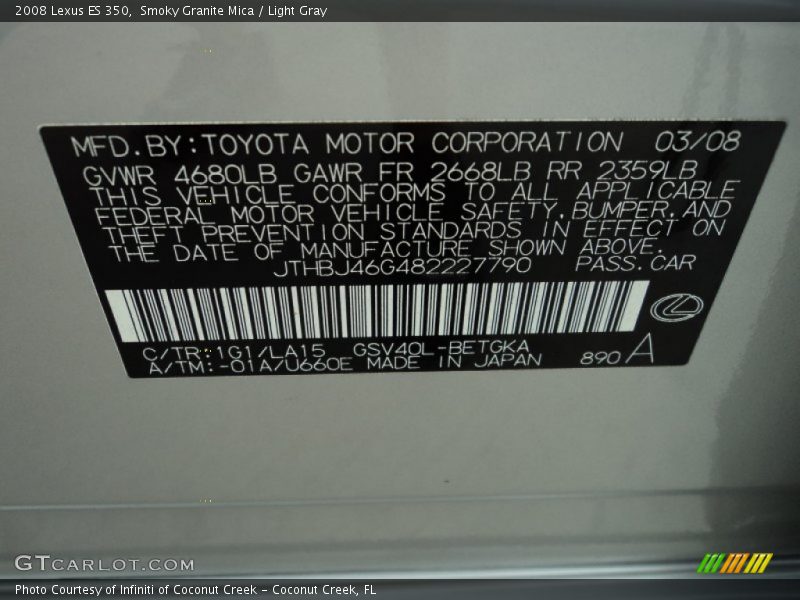 2008 Lexus ES 350, Smoky Granite Mica / Light Gray
MFD. BY: TOYOTA MOTOR CORPORATION 03/08
GVWR 4680LB GAWR FR 2668LB RR 2359LB
THIS VEHICLE CONFORMS TO ALL APPLICABLE
FEDERAL MOTOR VEHICLE SAFETY, BUMPER, AND
THEFT PREVENTION STANDARDS IN EFFECT ON
THE DATE OF MANUFACTURE SHOWN ABOVE.
JTHBJ46G482227790 PASS. CAR
C/TR: 1G1/LA15 GSV40L-BETGKA
A/TM: -01A/U660E MADE IN JAPAN 890 A
GTCARLOT.COM
Photo Courtesy of Infiniti of Coconut Creek - Coconut Creek, FL